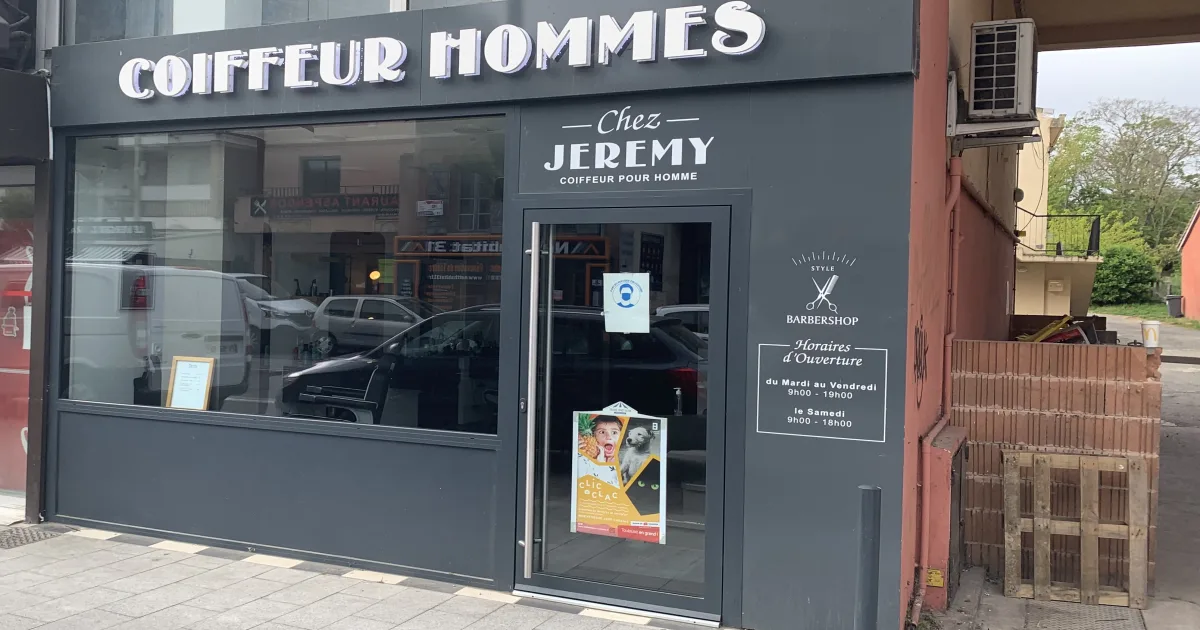 COIFFEUR HOMMES
Chez
JEREMY
COIFFEUR POUR HOMME
STYLE
BARBERSHOP
Horaires
d'Ouverture
du Mardi au Vendredi
9h00 - 19h00
le Samedi
9h00 - 18h00
CLIC
CLAC